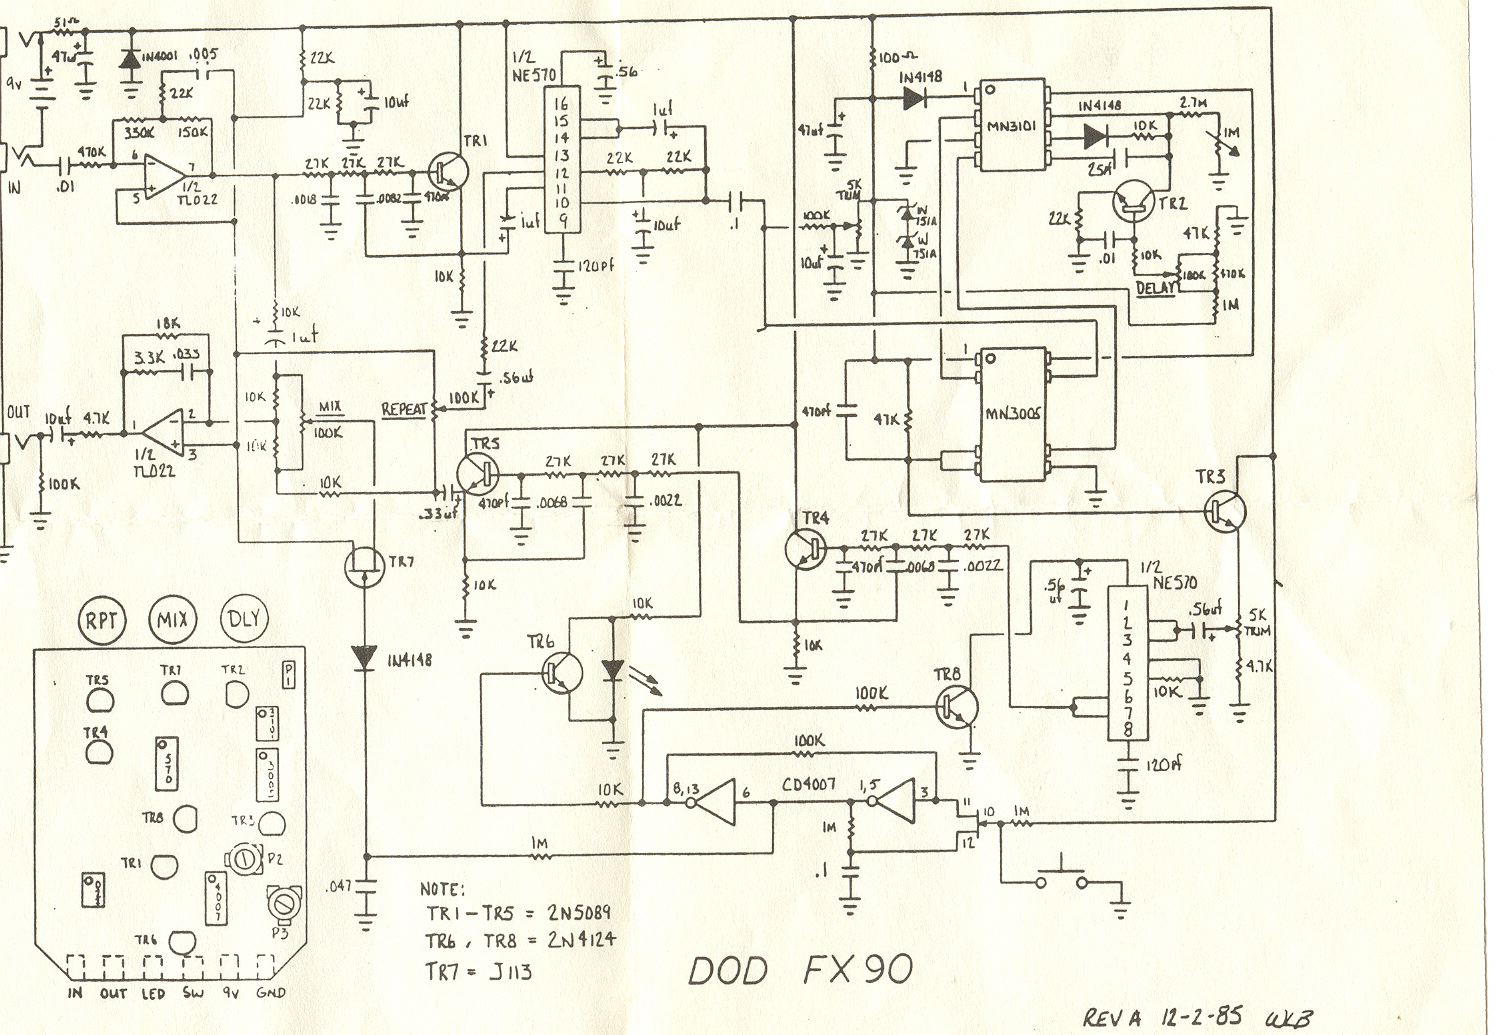 51Ω
9V
47uf
1N4001
.005
22K
330K
150K
470K
.01
IN
6
5
7
1/2
TL022
22K
22K
10uf
27K
27K
27K
.0018
.0082
470pf
TR1
10K
1uf
1/2
NE570
16
15
14
13
12
11
10
9
.56
1uf
22K
22K
10uf
120pf
.1
100Ω
1N4148
47uf
1
MN3101
1N4148
10K
2.7M
1M
25pf
TR2
22K
.01
10K
DELAY
100K
47K
470K
1M
5K
TRIM
100K
10uf
IN
751A
IN
751A
10K
1uf
18K
3.3K
.033
OUT
10uf
4.7K
1
2
3
1/2
TL022
100K
10K
10K
MIX
100K
10K
REPEAT
100K
22K
.56uf
.33uf
TR5
27K
27K
27K
470pf
.0068
.0022
10K
TR7
1N4148
470pf
47K
1
MN3005
TR3
TR4
27K
27K
27K
470pf
.0068
.0022
10K
1/2
NE570
.56
uf
1
2
3
4
5
6
7
8
.56uf
5K
TRIM
4.7K
10K
120pf
TR6
10K
TR8
100K
100K
10K
8,13
6
CD4007
1,5
3
1M
.1
11
10
12
1M
1M
.047
RPT
MIX
DLY
TR5
TR7
TR2
P1
TR4
570
3101
3005
TR8
TR3
TR1
P2
022
4007
P3
TR6
IN OUT LED SW 9V GND
NOTE:
TR1-TR5 = 2N5089
TR6, TR8 = 2N4124
TR7 = J113
DOD FX90
REV A 12-2-85 WLB